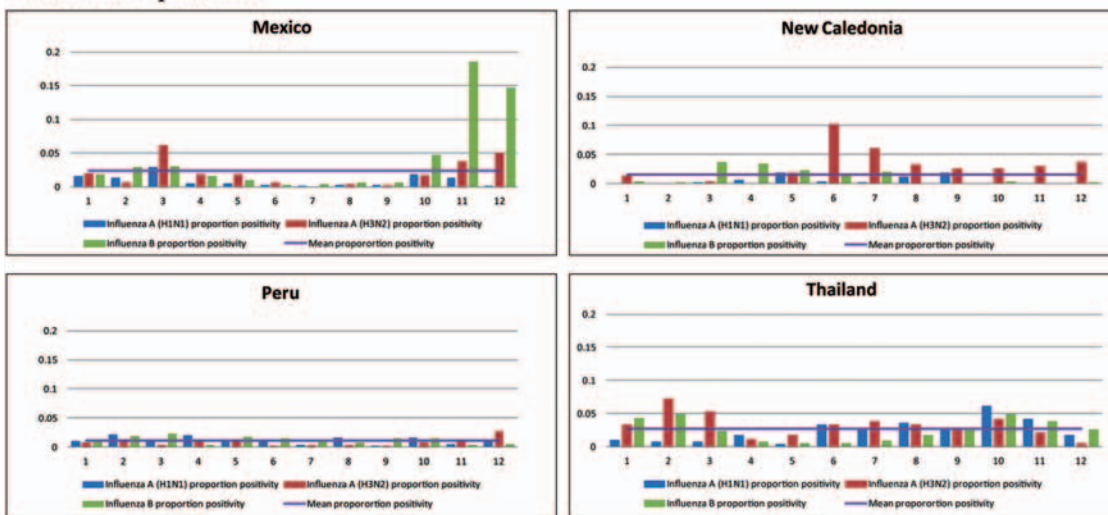 Mexico
0.2
0.15
0.1
0.05
0
1 2 3 4 5 6 7 8 9 10 11 12
Influenza A (H1N1) proportion positivity Influenza A (H3N2) proportion positivity
Influenza B proportion positivity Mean proporortion positivity
New Caledonia
0.2
0.15
0.1
0.05
0
1 2 3 4 5 6 7 8 9 10 11 12
Influenza A (H1N1) proportion positivity Influenza A (H3N2) proportion positivity
Influenza B proportion positivity Mean proporortion positivity
Peru
0.2
0.15
0.1
0.05
0
1 2 3 4 5 6 7 8 9 10 11 12
Influenza A (H1N1) proportion positivity Influenza A (H3N2) proportion positivity
Influenza B proportion positivity Mean proporortion positivity
Thailand
0.2
0.15
0.1
0.05
0
1 2 3 4 5 6 7 8 9 10 11 12
Influenza A (H1N1) proportion positivity Influenza A (H3N2) proportion positivity
Influenza B proportion positivity Mean proporortion positivity